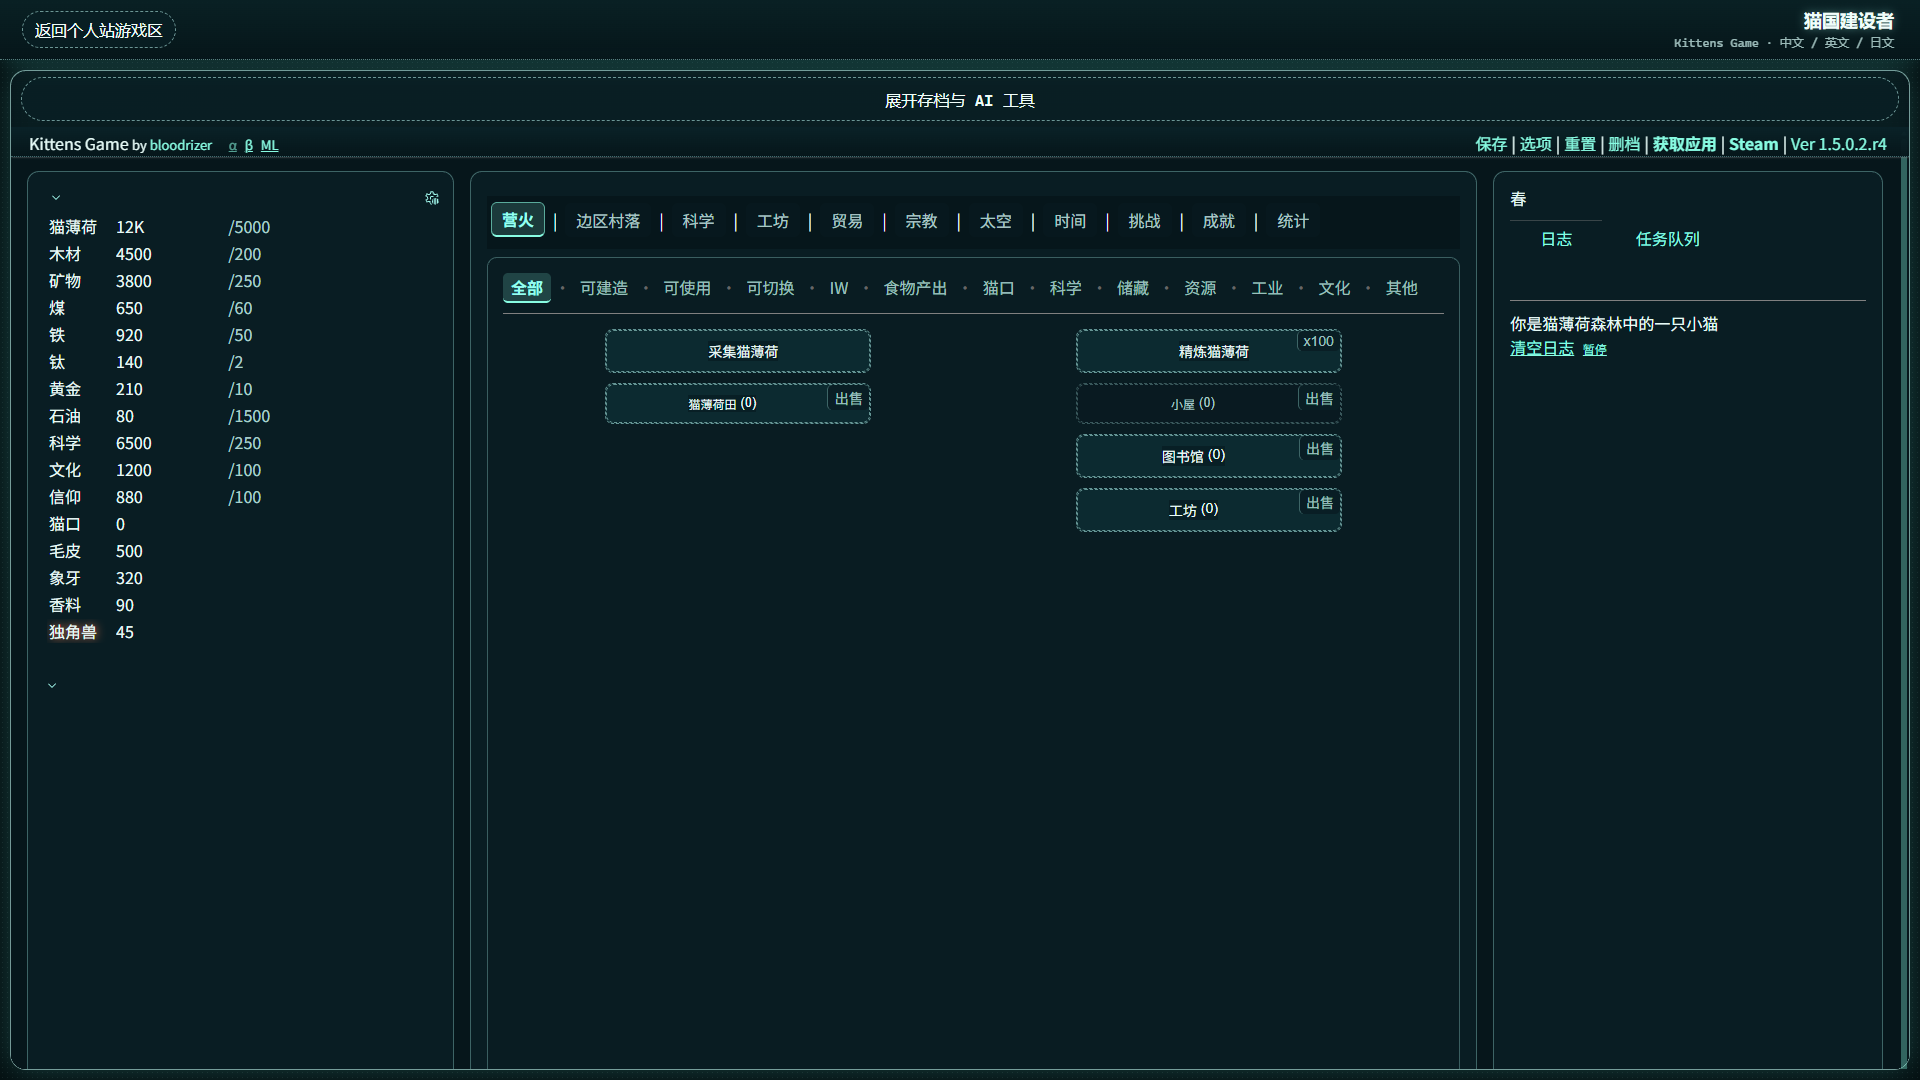 返回个人站游戏区
猫国建设者
Kittens Game · 中文 / 英文 / 日文
展开存档与 AI 工具
Kittens Game by bloodrizer α β ML
保存 | 选项 | 重置 | 删档 | 获取应用 | Steam | Ver 1.5.0.2.r4
猫薄荷 12K /5000
木材 4500 /200
矿物 3800 /250
煤 650 /60
铁 920 /50
钛 140 /2
黄金 210 /10
石油 80 /1500
科学 6500 /250
文化 1200 /100
信仰 880 /100
猫口 0
毛皮 500
象牙 320
香料 90
独角兽 45
营火 | 边区村落 | 科学 | 工坊 | 贸易 | 宗教 | 太空 | 时间 | 挑战 | 成就 | 统计
全部 • 可建造 • 可使用 • 可切换 • IW • 食物产出 • 猫口 • 科学 • 储藏 • 资源 • 工业 • 文化 • 其他
采集猫薄荷
精炼猫薄荷 x100
猫薄荷田 (0) 出售
小屋 (0) 出售
图书馆 (0) 出售
工坊 (0) 出售
春
日志 任务队列
你是猫薄荷森林中的一只小猫
清空日志 暂停